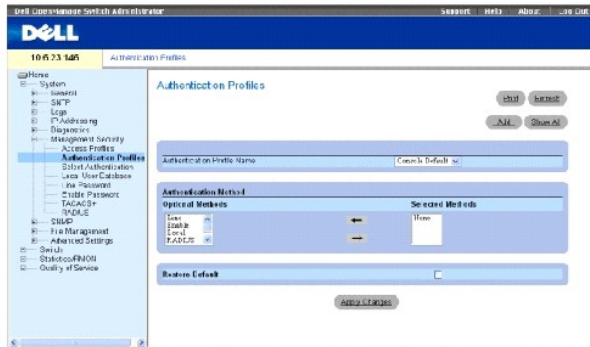 Dell OpenManage Switch Administrator
Support Help About Log Out
DELL
10.6.23.146
Authentication Profiles
Home
System
General
SNTP
Logs
IP Addressing
Diagnostics
Management Security
Access Profiles
Authentication Profiles
Select Authentication
Local User Database
Line Password
Enable Password
TACACS+
RADIUS
SNMP
File Management
Advanced Settings
Switch
Statistics/RMON
Quality of Service
Authentication Profiles
Print Refresh
Add Show All
Authentication Profile Name
Console Default
Authentication Method
Optional Methods
Selected Methods
Line
Enable
Local
RADIUS
None
Restore Default
Apply Changes